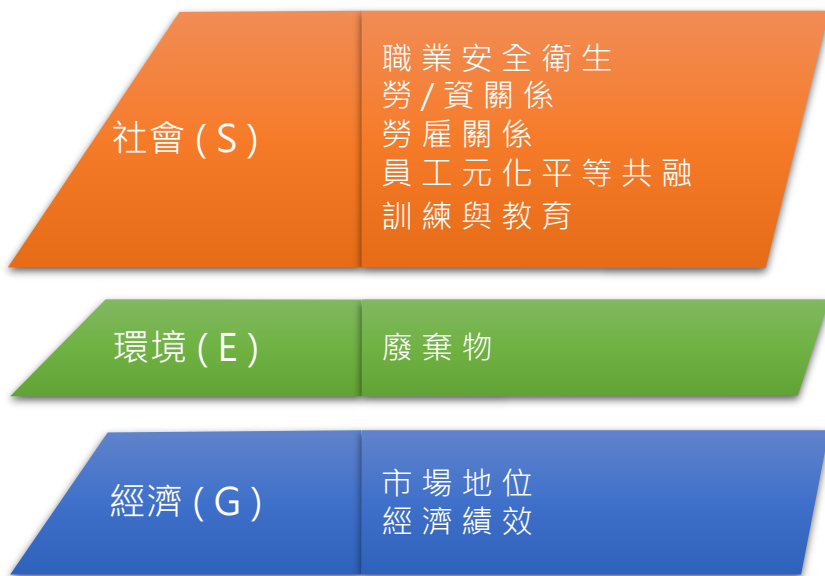 社會(S)
職業安全衛生
勞/資關係
勞雇關係
員工元化平等共融
訓練與教育
環境(E)
廢棄物
經濟(G)
市場地位
經濟績效